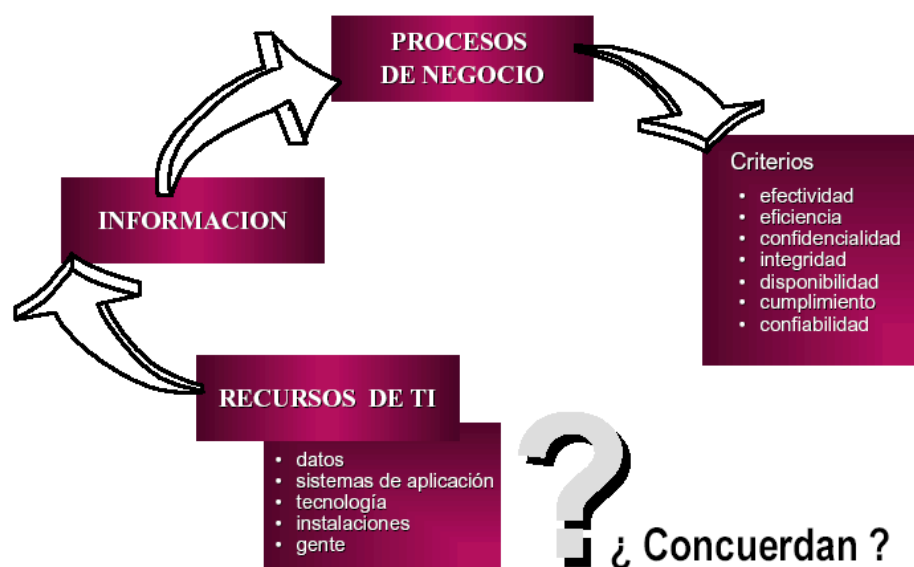 PROCESOS
DE NEGOCIO
Criterios
• efectividad
• eficiencia
• confidencialidad
• integridad
• disponibilidad
• cumplimiento
• confiabilidad
INFORMACION
RECURSOS DE TI
• datos
• sistemas de aplicación
• tecnología
• instalaciones
• gente
?
¿ Concuerdan ?